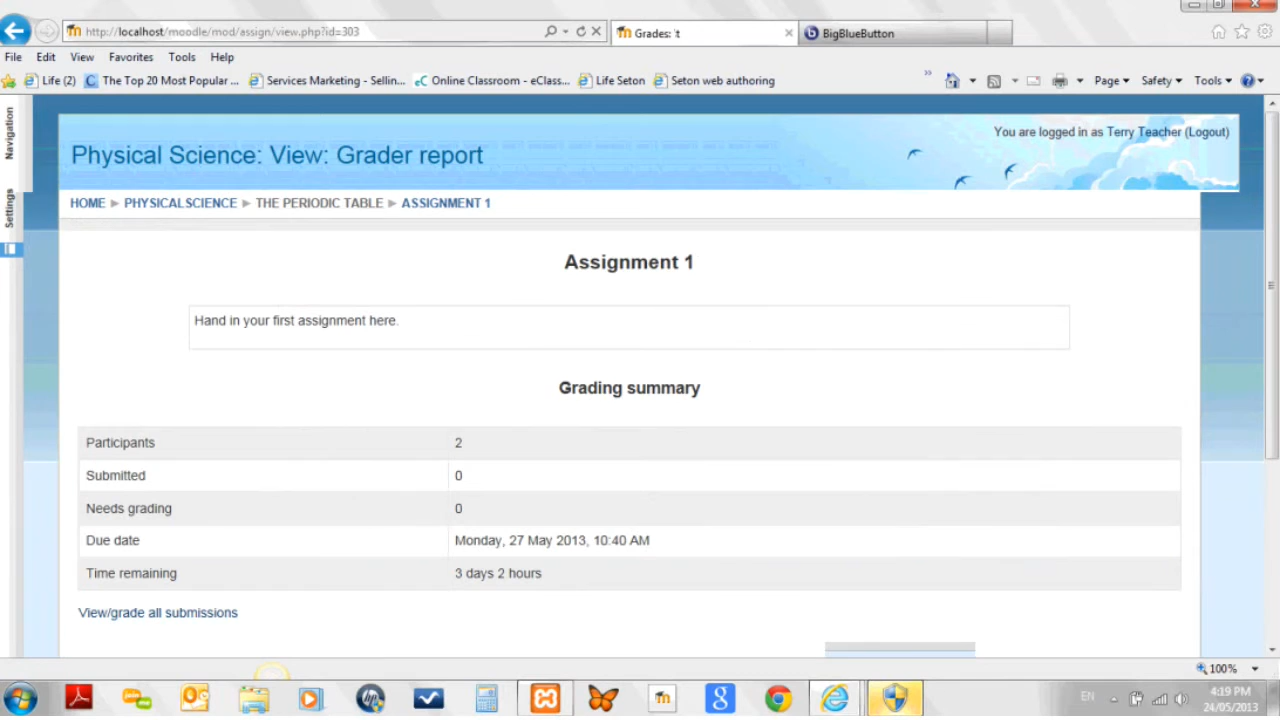 http://localhost/moodle/mod/assign/view.php?id=303
Grades: 't
BigBlueButton
File Edit View Favorites Tools Help
Life (2) The Top 20 Most Popular ... Services Marketing - Sellin... eC Online Classroom - eClass... Life Seton Seton web authoring
Page Safety Tools
Navigation
Settings
You are logged in as Terry Teacher (Logout)
Physical Science: View: Grader report
HOME ► PHYSICALSCIENCE ► THE PERIODIC TABLE ► ASSIGNMENT 1
Assignment 1
Hand in your first assignment here.
Grading summary
Participants 2
Submitted 0
Needs grading 0
Due date Monday, 27 May 2013, 10:40 AM
Time remaining 3 days 2 hours
View/grade all submissions
100%
EN
4:19 PM
24/05/2013